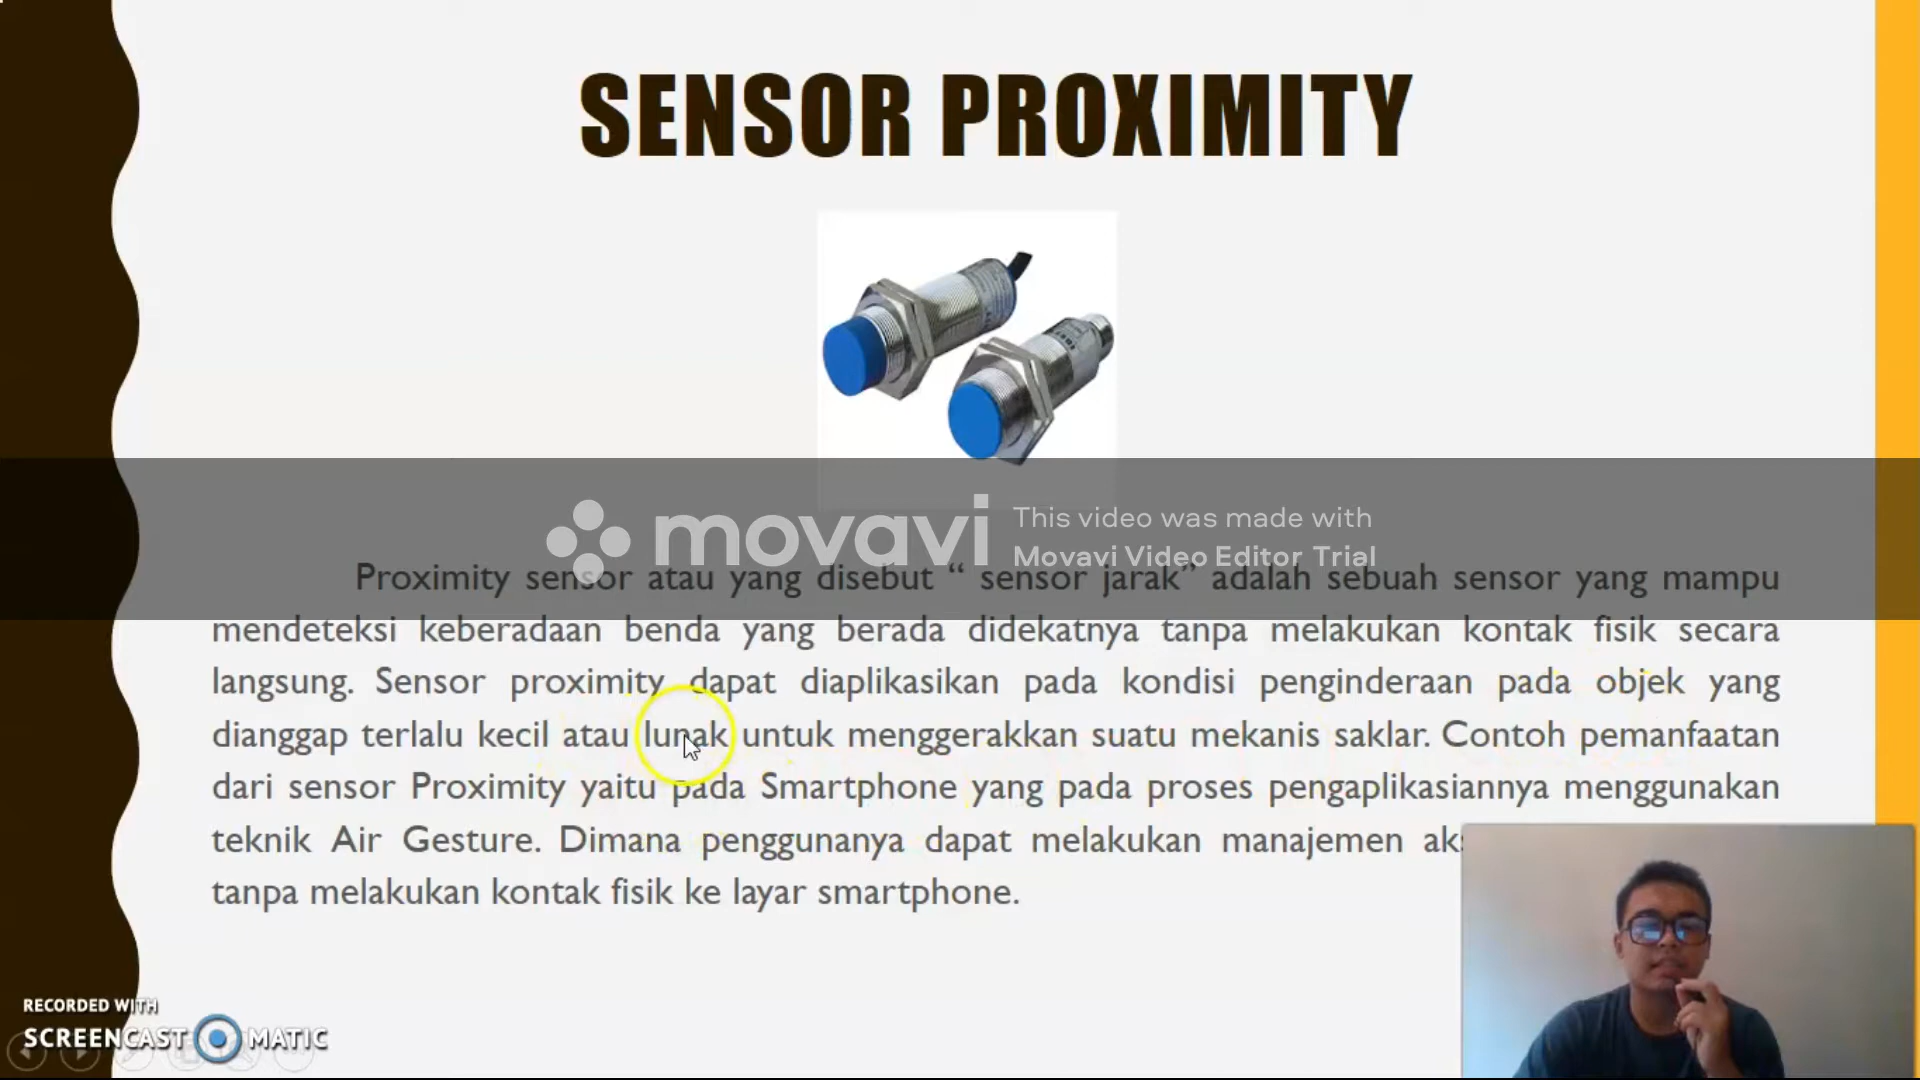 SENSOR PROXIMITY
movavi
This video was made with
Movavi Video Editor Trial
Proximity sensor atau yang disebut “ sensor jarak” adalah sebuah sensor yang mampu
mendeteksi keberadaan benda yang berada didekatnya tanpa melakukan kontak fisik secara
langsung. Sensor proximity dapat diaplikasikan pada kondisi penginderaan pada objek yang
dianggap terlalu kecil atau lunak untuk menggerakkan suatu mekanis saklar. Contoh pemanfaatan
dari sensor Proximity yaitu pada Smartphone yang pada proses pengaplikasiannya menggunakan
teknik Air Gesture. Dimana penggunanya dapat melakukan manajemen
tanpa melakukan kontak fisik ke layar smartphone.
RECORDED WITH
SCREENCAST MATIC